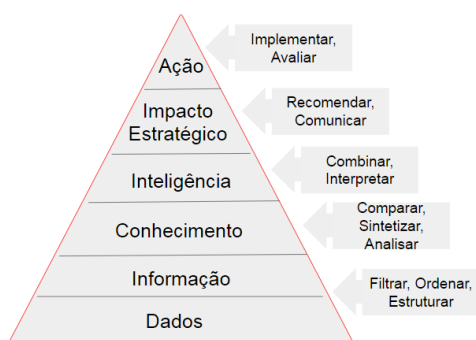 Ação
Implementar,
Avaliar
Impacto
Estratégico
Recomendar,
Comunicar
Inteligência
Combinar,
Interpretar
Conhecimento
Comparar,
Sintetizar,
Analisar
Informação
Filtrar, Ordenar,
Estruturar
Dados